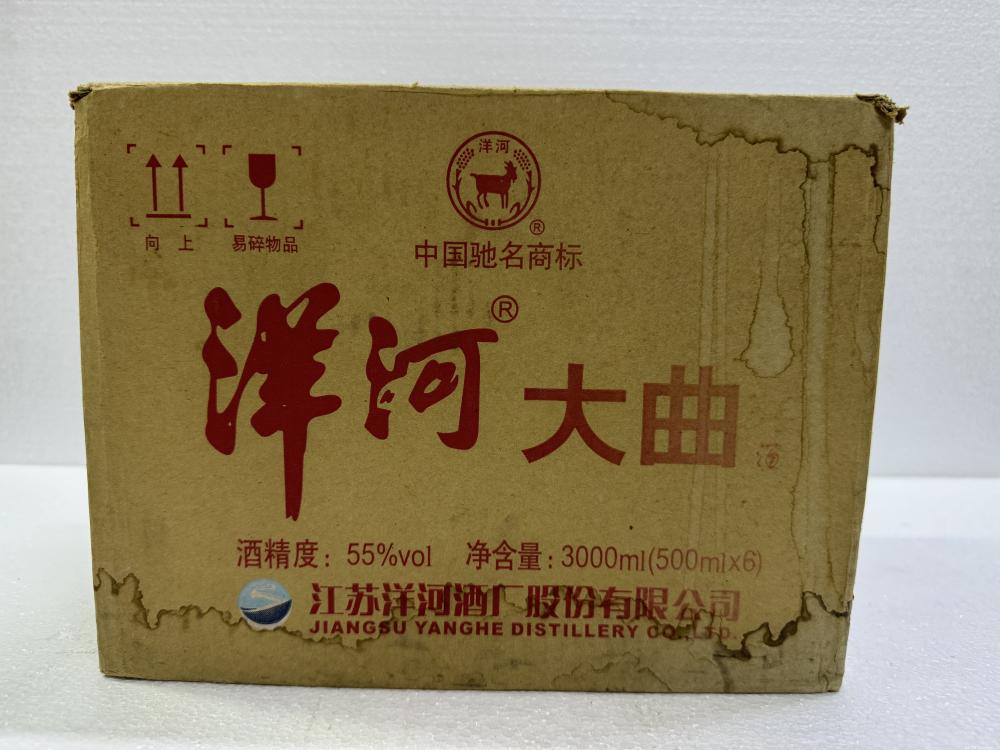 洋河
®
中国驰名商标
向上 易碎物品
洋河®
大曲
酒
酒精度：55%vol 净含量：3000ml(500mlx6)
江苏洋河酒厂股份有限公司
JIANGSU YANGHE DISTILLERY CO.,LTD.